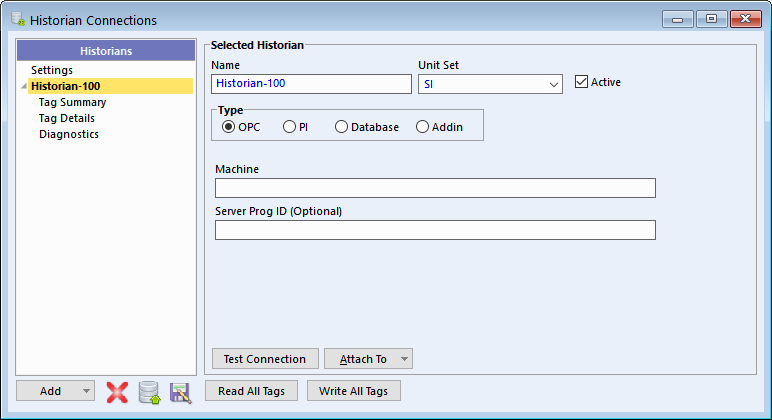 Historian Connections
Historians
Settings
Historian-100
Tag Summary
Tag Details
Diagnostics
Selected Historian
Name
Unit Set
Historian-100
SI
Active
Type
OPC
PI
Database
Addin
Machine
Server Prog ID (Optional)
Test Connection
Attach To
Add
Read All Tags
Write All Tags